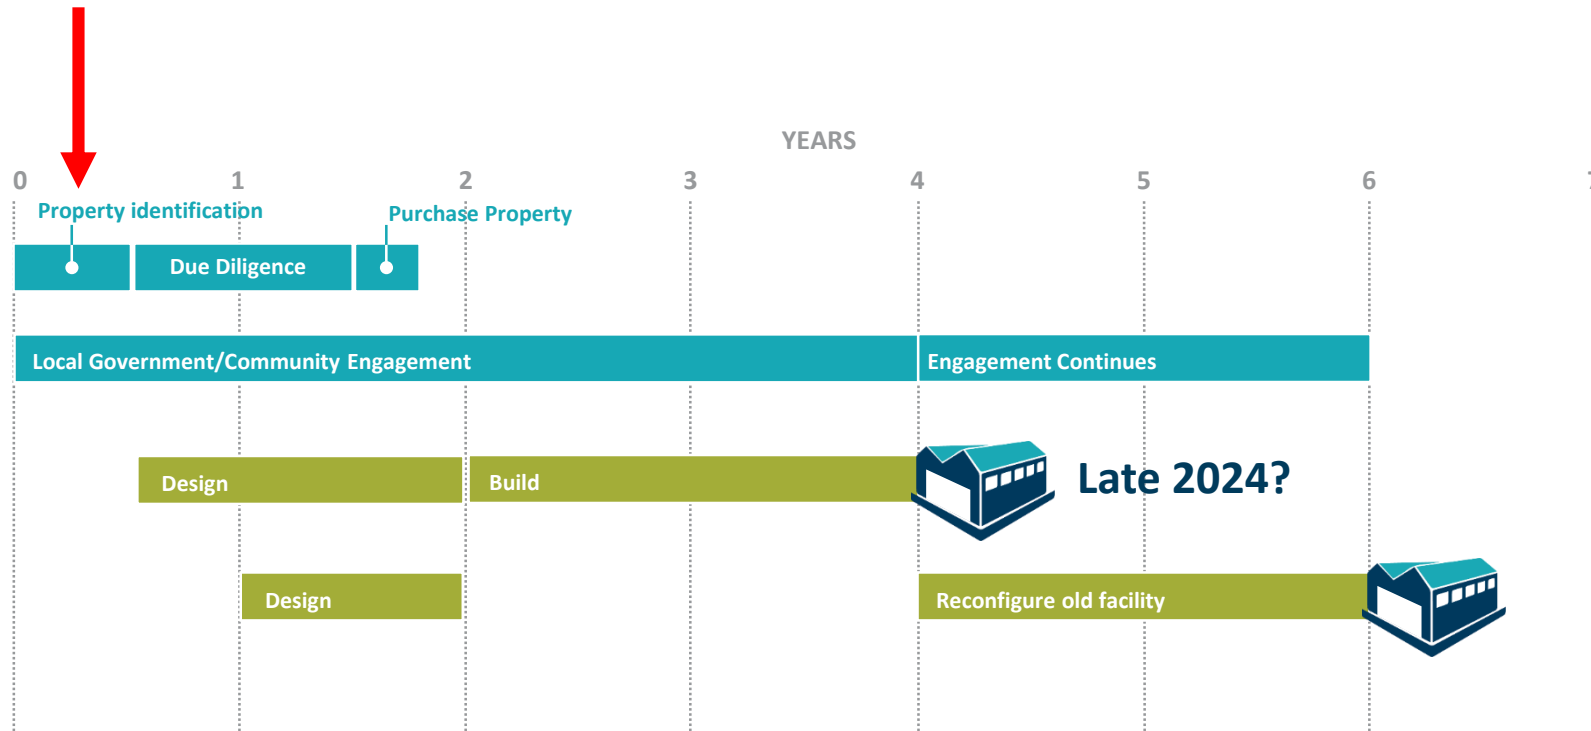 YEARS
0 1 2 3 4 5 6 7
Property identification
Purchase Property
Due Diligence
Local Government/Community Engagement
Engagement Continues
Design
Build
Late 2024?
Design
Reconfigure old facility